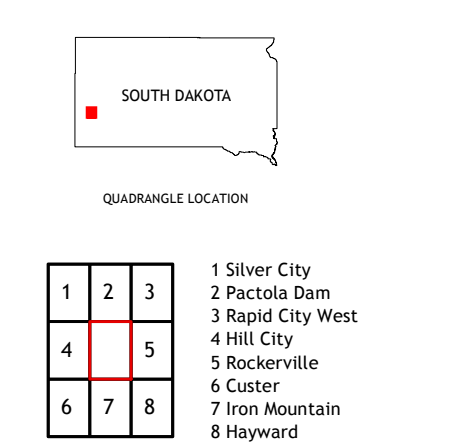 SOUTH DAKOTA
QUADRANGLE LOCATION
1 2 3
4 5
6 7 8
1 Silver City
2 Pactola Dam
3 Rapid City West
4 Hill City
5 Rockerville
6 Custer
7 Iron Mountain
8 Hayward